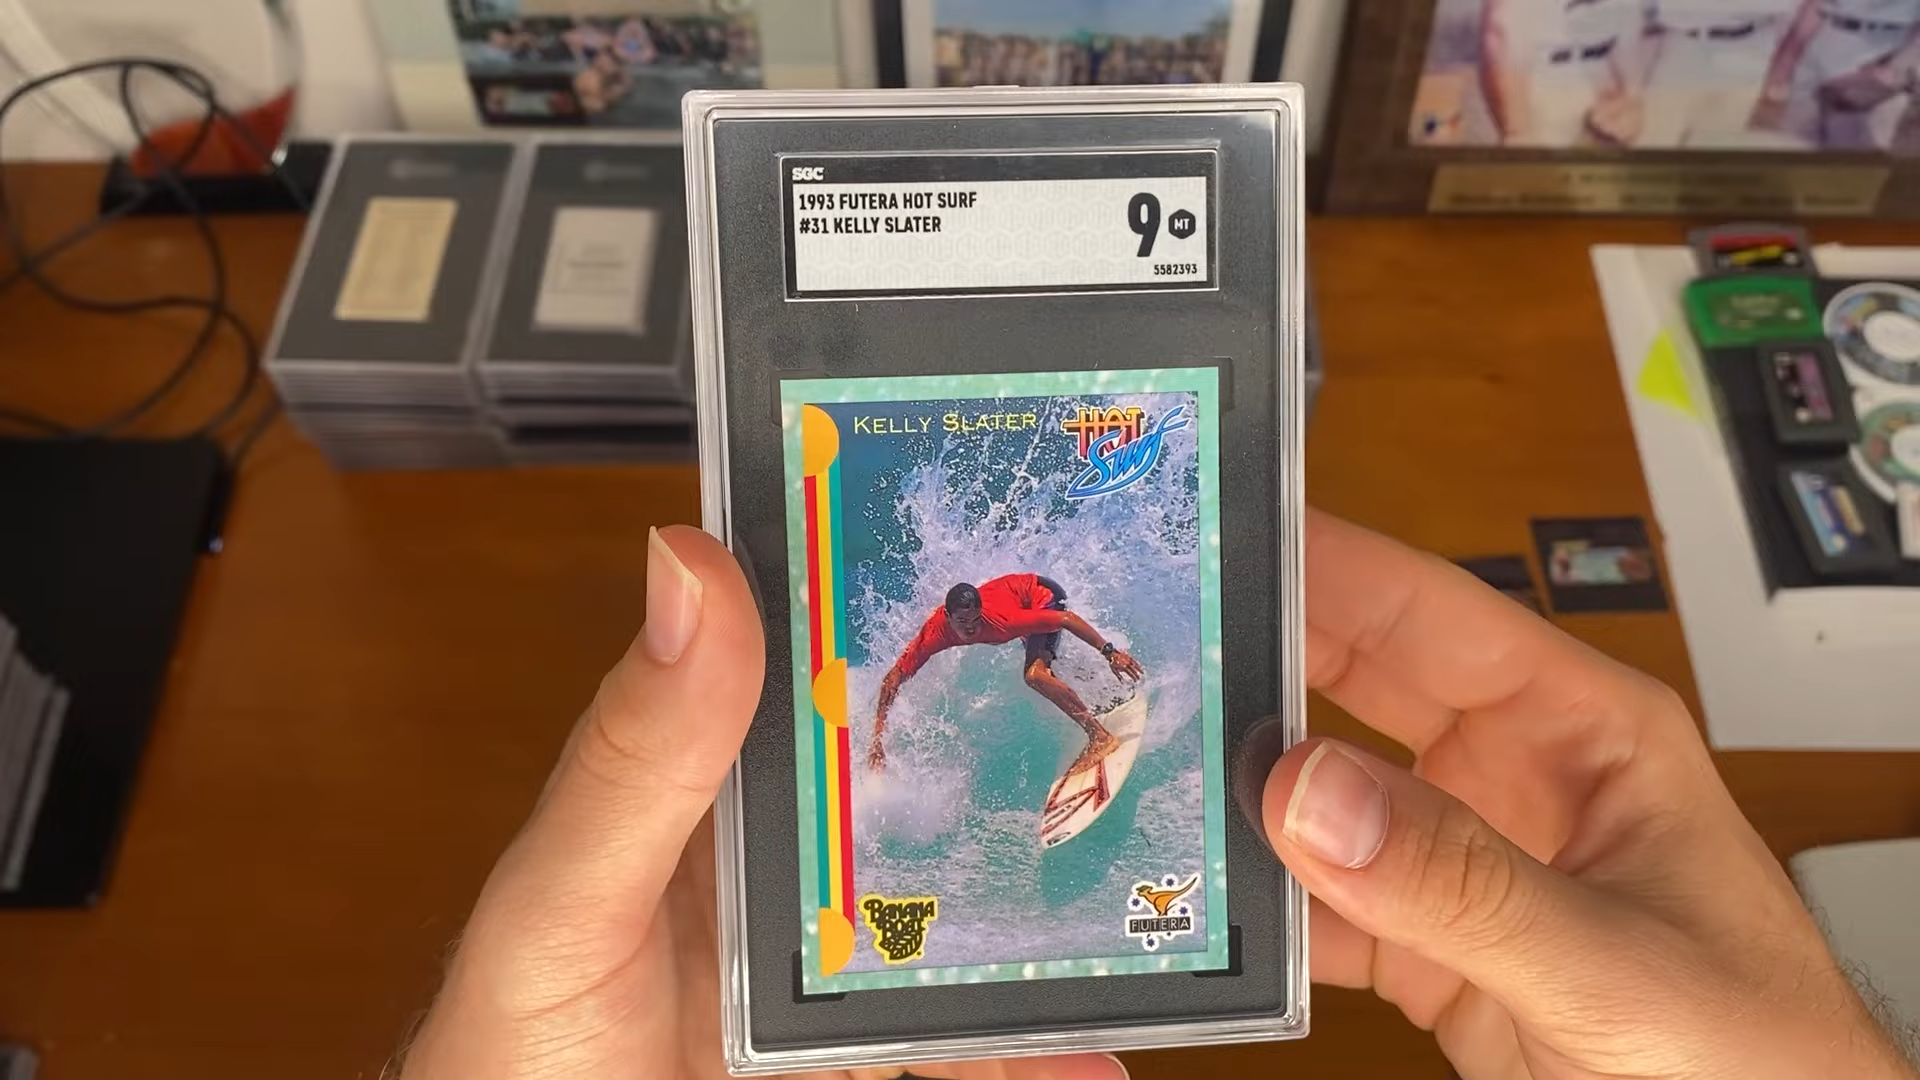 SGC
1993 FUTERA HOT SURF
#31 KELLY SLATER
9 MT
5582393
KELLY SLATER
HOT
Surf
BANANA
BOAT
FUTERA